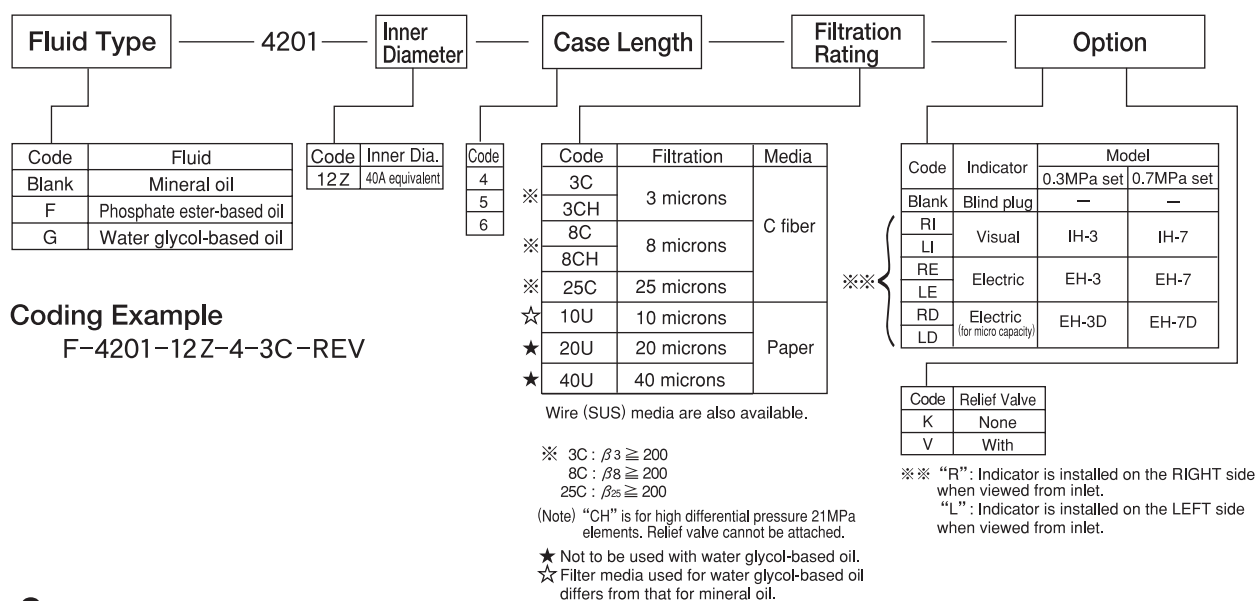 Fluid Type — 4201 — Inner Diameter — Case Length — Filtration Rating — Option
Code Fluid
Blank Mineral oil
F Phosphate ester-based oil
G Water glycol-based oil
Code Inner Dia.
12Z 40A equivalent
Code
4
5
6
Code Filtration Media
※ 3C 3 microns C fiber
3CH
※ 8C 8 microns
8CH
※ 25C 25 microns
☆ 10U 10 microns Paper
★ 20U 20 microns
★ 40U 40 microns
Wire (SUS) media are also available.
※ 3C : β3 ≧ 200
8C : β8 ≧ 200
25C : β25 ≧ 200
(Note) “CH” is for high differential pressure 21MPa
elements. Relief valve cannot be attached.
★ Not to be used with water glycol-based oil.
☆ Filter media used for water glycol-based oil
differs from that for mineral oil.
Code Indicator Model
0.3MPa set 0.7MPa set
Blank Blind plug — —
※※ RI Visual IH-3 IH-7
LI
RE Electric EH-3 EH-7
LE
RD Electric (for micro capacity) EH-3D EH-7D
LD
Code Relief Valve
K None
V With
※※ “R” : Indicator is installed on the RIGHT side
when viewed from inlet.
“L” : Indicator is installed on the LEFT side
when viewed from inlet.
Coding Example
F-4201-12Z-4-3C-REV